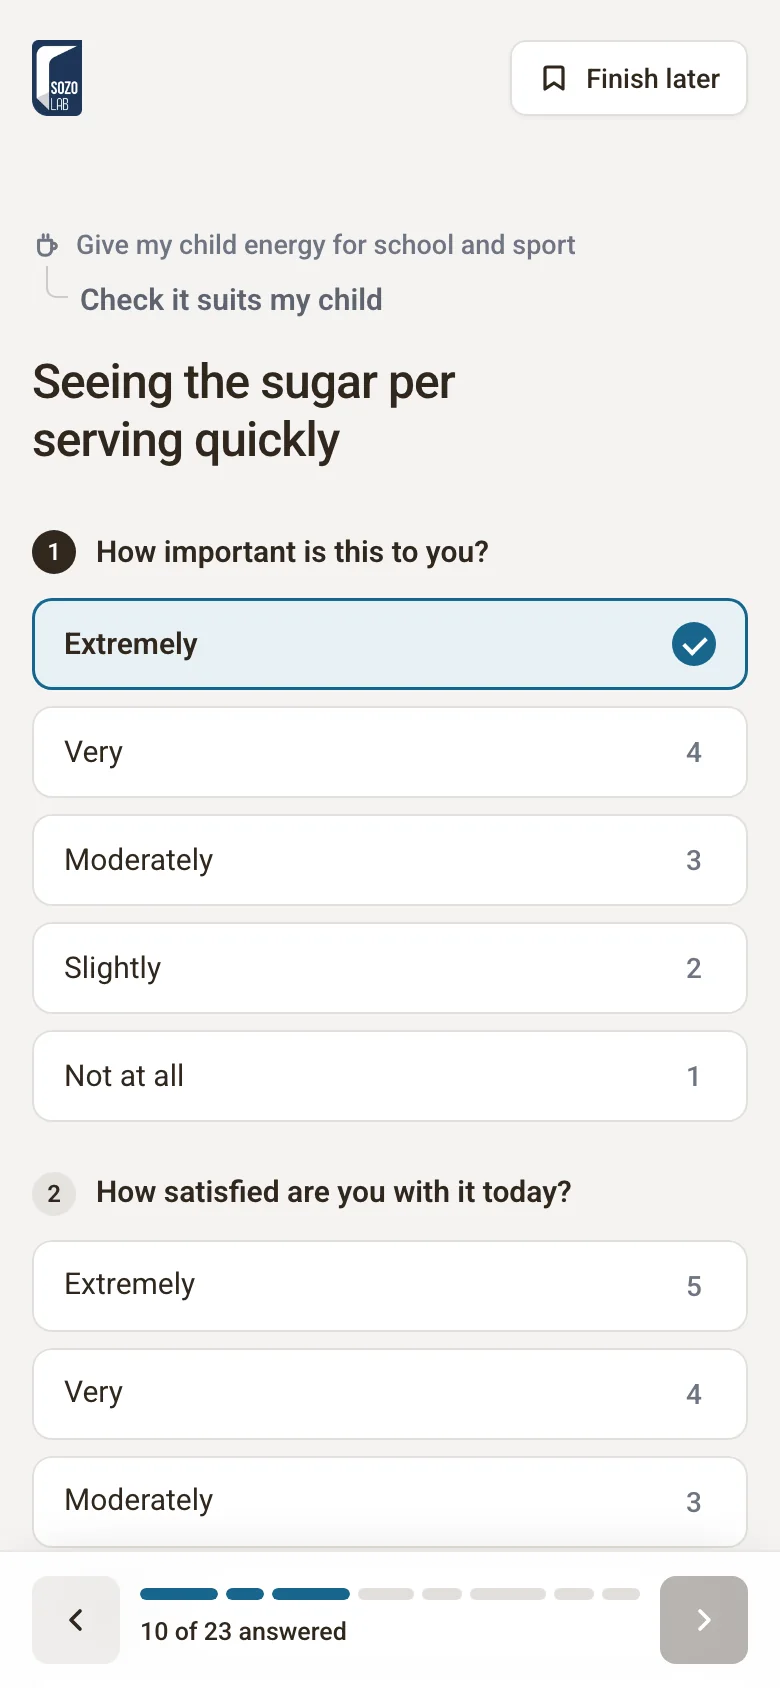 SOZO
LAB
Finish later
Give my child energy for school and sport
Check it suits my child
Seeing the sugar per
serving quickly
1 How important is this to you?
Extremely
Very 4
Moderately 3
Slightly 2
Not at all 1
2 How satisfied are you with it today?
Extremely 5
Very 4
Moderately 3
10 of 23 answered